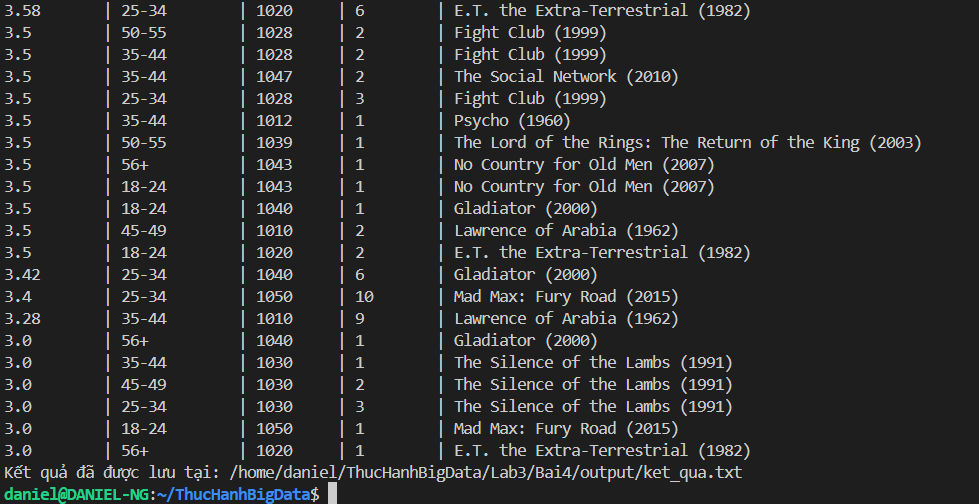 3.58 | 25-34 | 1020 | 6 | E.T. the Extra-Terrestrial (1982)
3.5 | 50-55 | 1028 | 2 | Fight Club (1999)
3.5 | 35-44 | 1028 | 2 | Fight Club (1999)
3.5 | 35-44 | 1047 | 2 | The Social Network (2010)
3.5 | 25-34 | 1028 | 3 | Fight Club (1999)
3.5 | 35-44 | 1012 | 1 | Psycho (1960)
3.5 | 50-55 | 1039 | 1 | The Lord of the Rings: The Return of the King (2003)
3.5 | 56+ | 1043 | 1 | No Country for Old Men (2007)
3.5 | 18-24 | 1043 | 1 | No Country for Old Men (2007)
3.5 | 18-24 | 1040 | 1 | Gladiator (2000)
3.5 | 45-49 | 1010 | 2 | Lawrence of Arabia (1962)
3.5 | 18-24 | 1020 | 2 | E.T. the Extra-Terrestrial (1982)
3.42 | 25-34 | 1040 | 6 | Gladiator (2000)
3.4 | 25-34 | 1050 | 10 | Mad Max: Fury Road (2015)
3.28 | 35-44 | 1010 | 9 | Lawrence of Arabia (1962)
3.0 | 56+ | 1040 | 1 | Gladiator (2000)
3.0 | 35-44 | 1030 | 1 | The Silence of the Lambs (1991)
3.0 | 45-49 | 1030 | 2 | The Silence of the Lambs (1991)
3.0 | 25-34 | 1030 | 3 | The Silence of the Lambs (1991)
3.0 | 18-24 | 1050 | 1 | Mad Max: Fury Road (2015)
3.0 | 56+ | 1020 | 1 | E.T. the Extra-Terrestrial (1982)
Kết quả đã được lưu tại: /home/daniel/ThucHanhBigData/Lab3/Bai4/output/ket_qua.txt
daniel@DANIEL-NG:~/ThucHanhBigData$